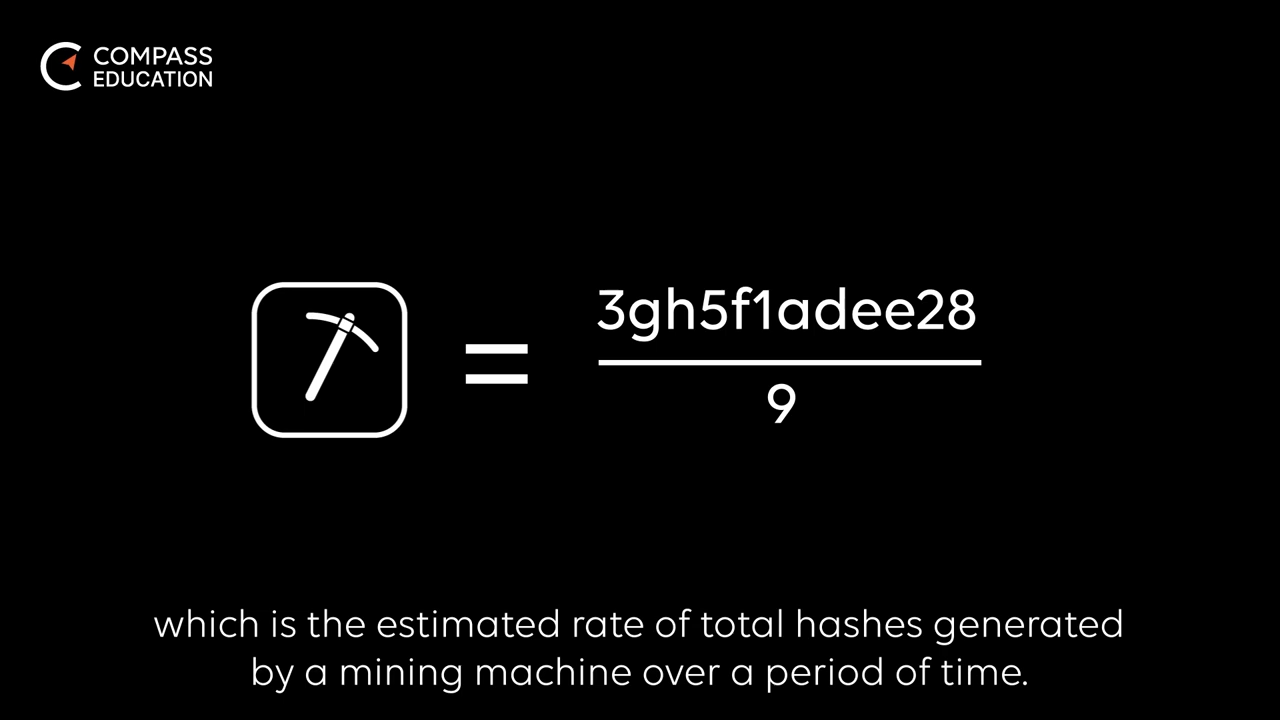 COMPASS
EDUCATION
=
3gh5f1adee28
9
which is the estimated rate of total hashes generated
by a mining machine over a period of time.